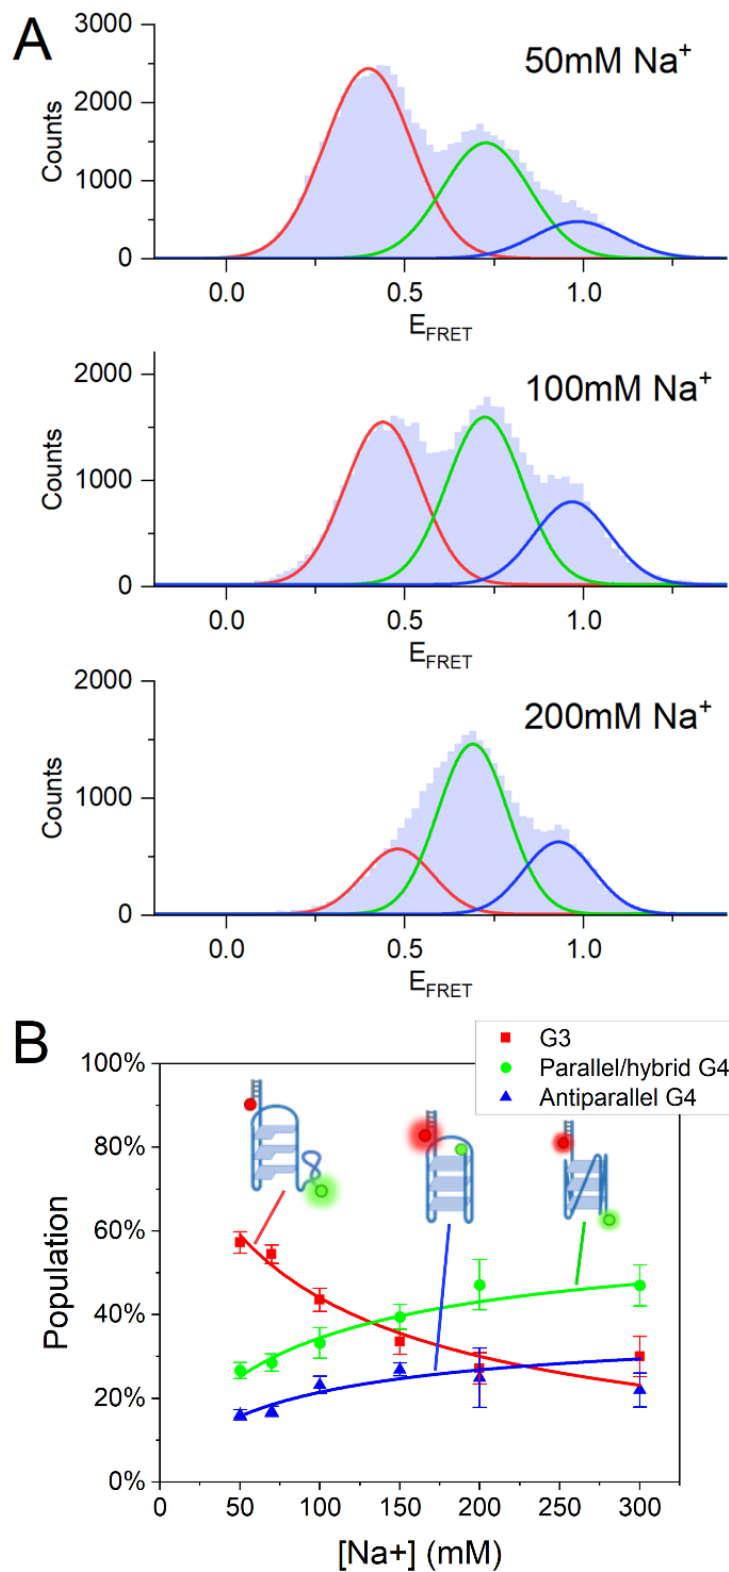 A
50mM Na⁺
3000
2000
1000
0
Counts
0.0 0.5 1.0
E_FRET
100mM Na⁺
2000
1000
0
Counts
0.0 0.5 1.0
E_FRET
200mM Na⁺
2000
1000
0
Counts
0.0 0.5 1.0
E_FRET
B
G3
Parallel/hybrid G4
Antiparallel G4
100%
80%
60%
40%
20%
0%
Population
0 50 100 150 200 250 300
[Na+] (mM)